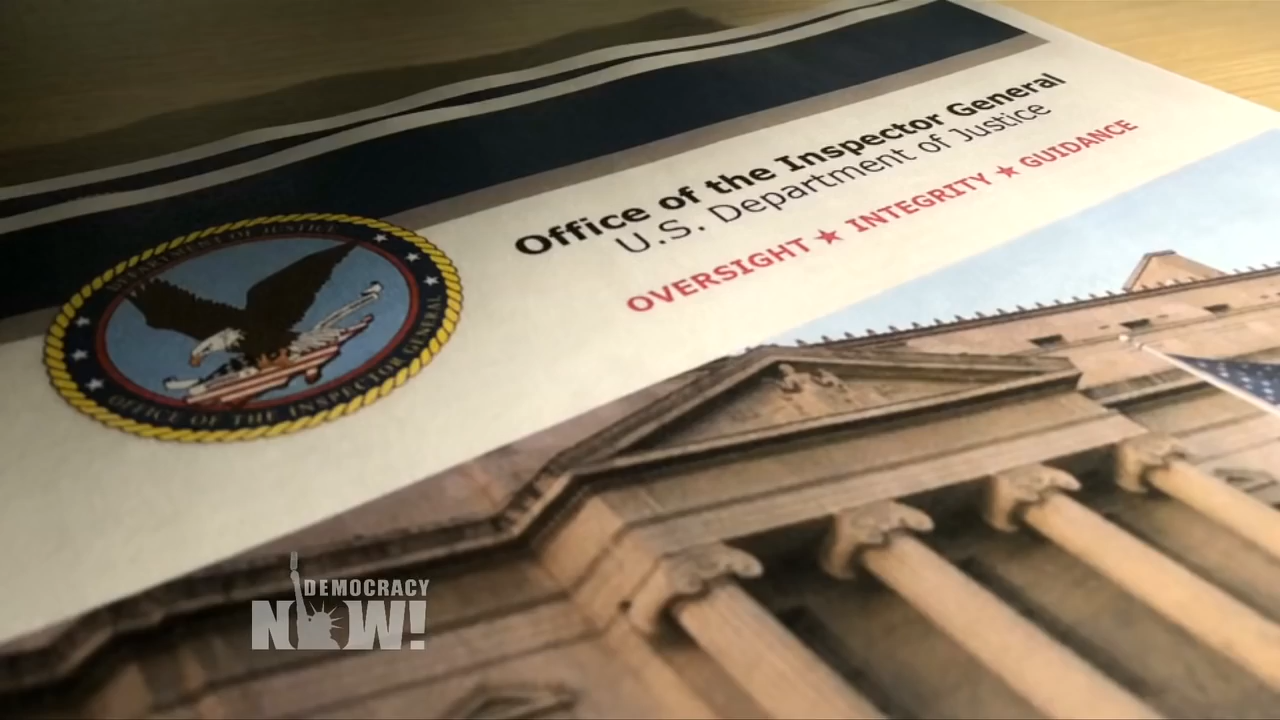 Office of the Inspector General
U.S. Department of Justice
OVERSIGHT ★ INTEGRITY ★ GUIDANCE
DEPARTMENT OF JUSTICE
OFFICE OF THE INSPECTOR GENERAL
DEMOCRACY
NOW!